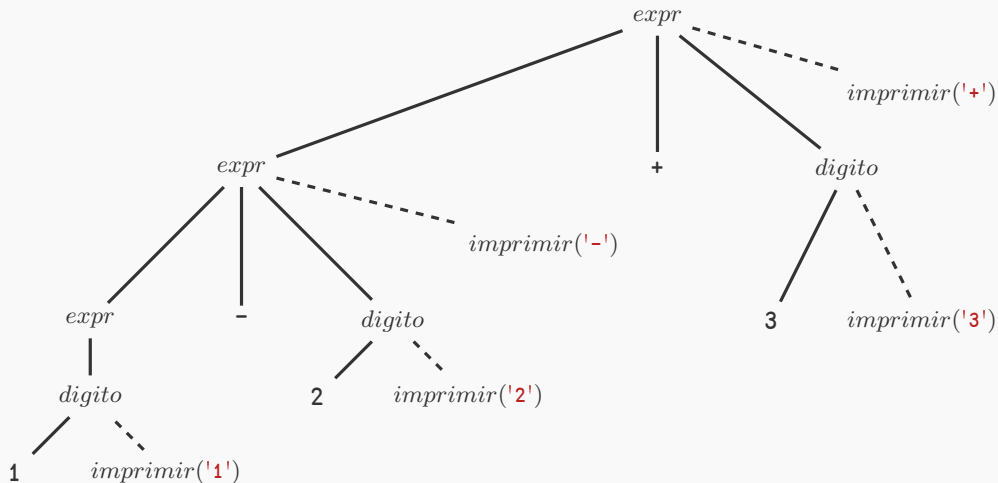 expr
imprimir('+')
expr + digito
imprimir('-')
expr - digito 3 imprimir('3')
digito 2 imprimir('2')
1 imprimir('1')